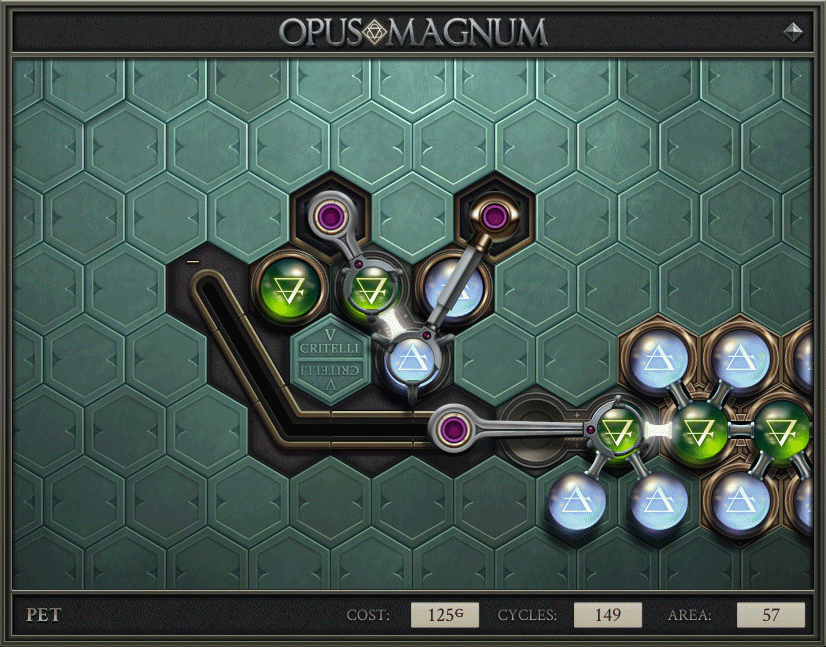 OPUS MAGNUM
V
CRITELLI
CRITELLI
V
PET COST: 125G CYCLES: 149 AREA: 57